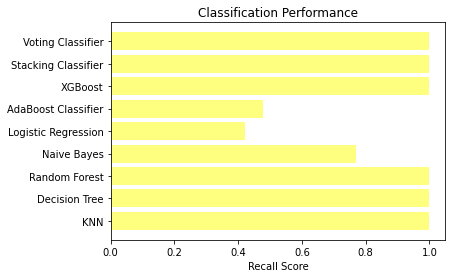 Classification Performance
Voting Classifier
Stacking Classifier
XGBoost
AdaBoost Classifier
Logistic Regression
Naive Bayes
Random Forest
Decision Tree
KNN
0.0 0.2 0.4 0.6 0.8 1.0
Recall Score